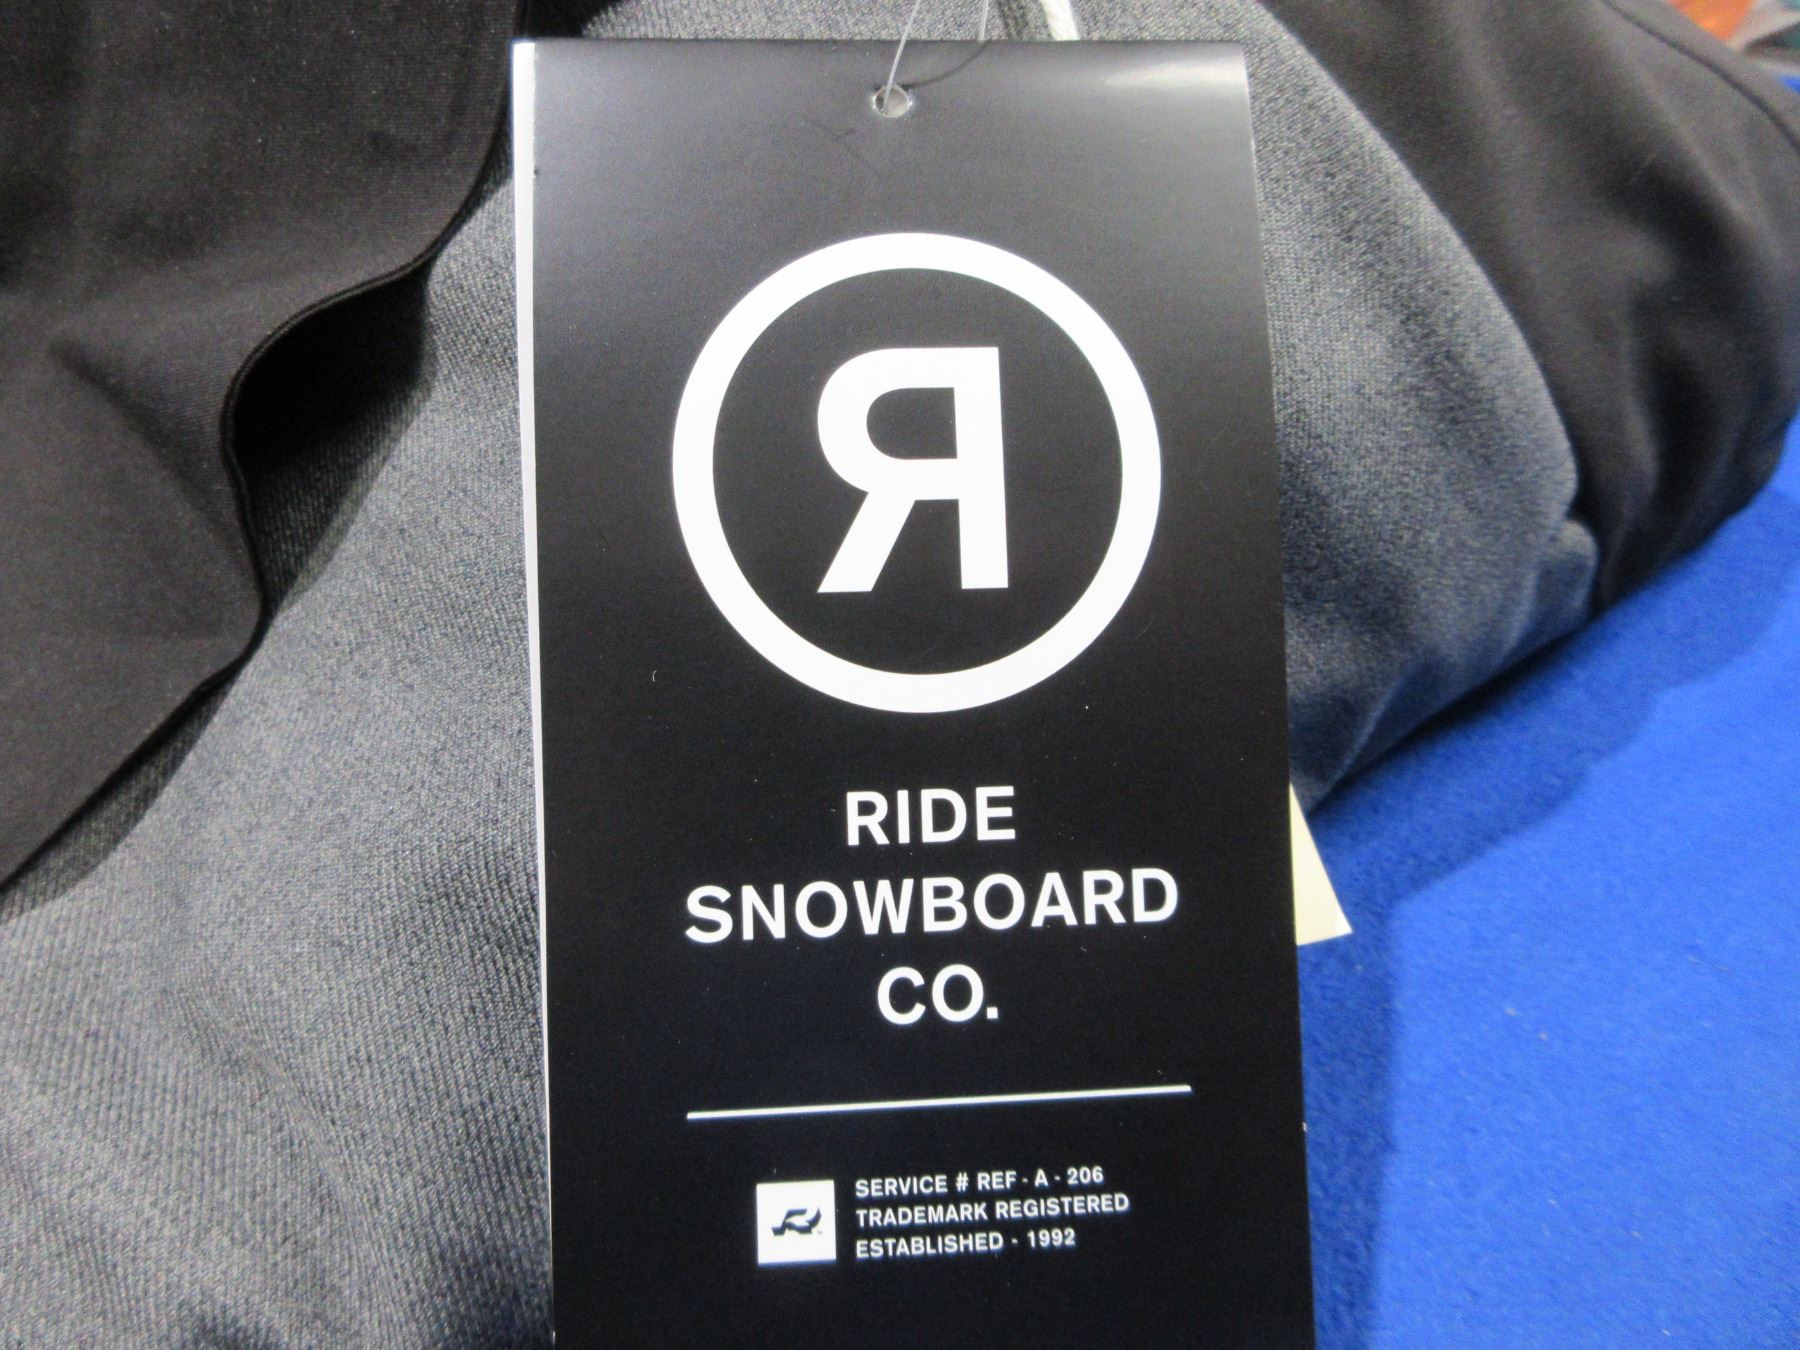 R
RIDE
SNOWBOARD
CO.
SERVICE # REF - A - 206
TRADEMARK REGISTERED
ESTABLISHED - 1992